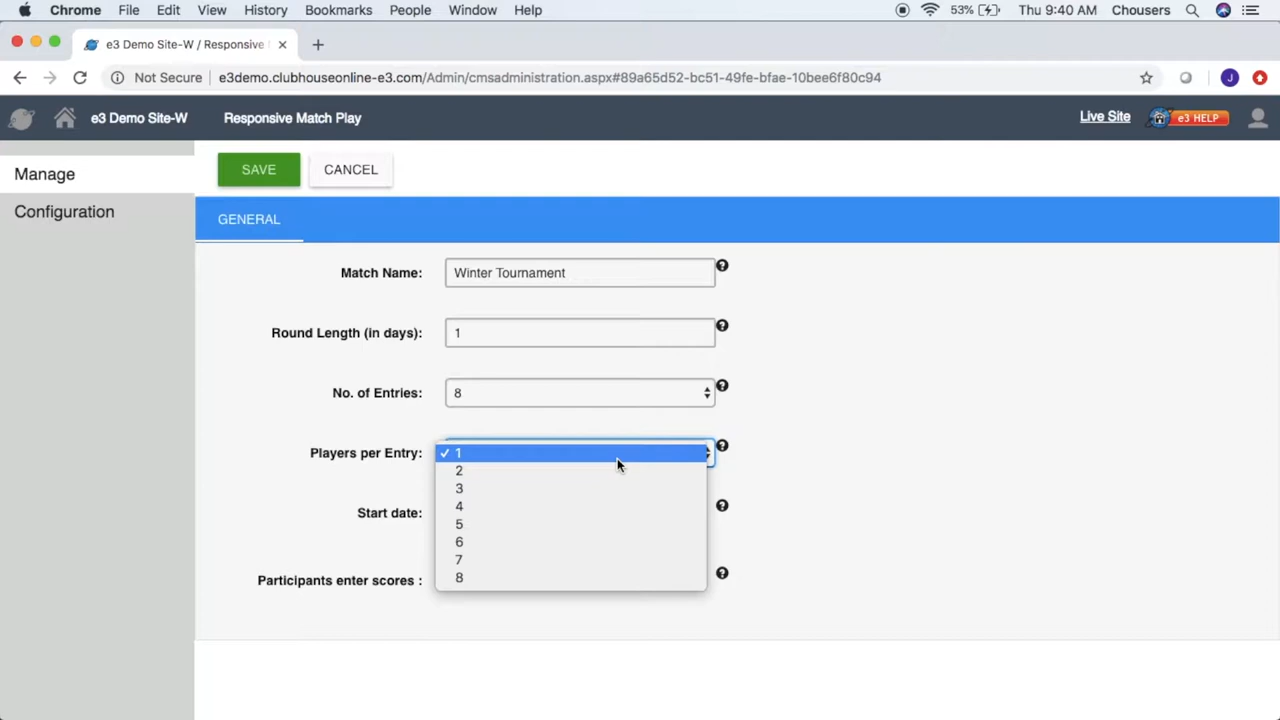 Chrome File Edit View History Bookmarks People Window Help 53% Thu 9:40 AM Chousers
e3 Demo Site-W / Responsive
Not Secure e3demo.clubhouseonline-e3.com/Admin/cmsadministration.aspx#89a65d52-bc51-49fe-bfae-10bee6f80c94 J
e3 Demo Site-W Responsive Match Play Live Site e3 HELP
Manage
SAVE CANCEL
Configuration
GENERAL
Match Name: Winter Tournament
Round Length (in days): 1
No. of Entries: 8
Players per Entry: ✓ 1
2
3
4
Start date:
5
6
7
8
Participants enter scores :